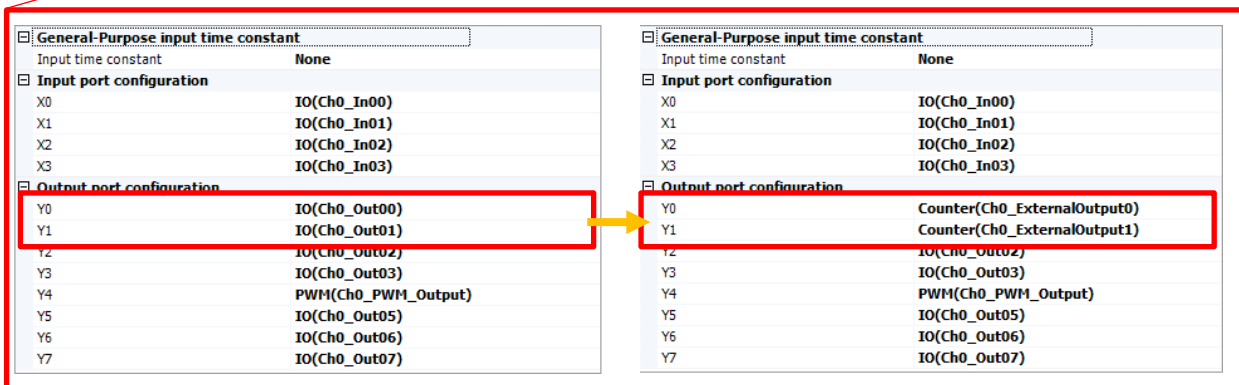 General-Purpose input time constant
Input time constant None
Input port configuration
X0 IO(Ch0_In00)
X1 IO(Ch0_In01)
X2 IO(Ch0_In02)
X3 IO(Ch0_In03)
Output port configuration
Y0 IO(Ch0_Out00)
Y1 IO(Ch0_Out01)
Y2 IO(Ch0_Out02)
Y3 IO(Ch0_Out03)
Y4 PWM(Ch0_PWM_Output)
Y5 IO(Ch0_Out05)
Y6 IO(Ch0_Out06)
Y7 IO(Ch0_Out07)
General-Purpose input time constant
Input time constant None
Input port configuration
X0 IO(Ch0_In00)
X1 IO(Ch0_In01)
X2 IO(Ch0_In02)
X3 IO(Ch0_In03)
Output port configuration
Y0 Counter(Ch0_ExternalOutput0)
Y1 Counter(Ch0_ExternalOutput1)
Y2 IO(Ch0_Out02)
Y3 IO(Ch0_Out03)
Y4 PWM(Ch0_PWM_Output)
Y5 IO(Ch0_Out05)
Y6 IO(Ch0_Out06)
Y7 IO(Ch0_Out07)